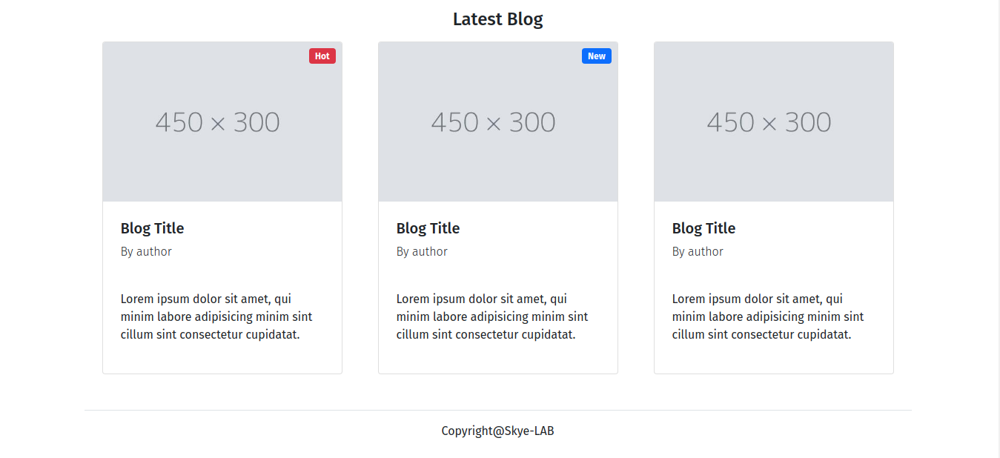 Latest Blog
Hot
450 × 300
Blog Title
By author
Lorem ipsum dolor sit amet, qui
minim labore adipisicing minim sint
cillum sint consectetur cupidatat.
New
450 × 300
Blog Title
By author
Lorem ipsum dolor sit amet, qui
minim labore adipisicing minim sint
cillum sint consectetur cupidatat.
450 × 300
Blog Title
By author
Lorem ipsum dolor sit amet, qui
minim labore adipisicing minim sint
cillum sint consectetur cupidatat.
Copyright@Skye-LAB